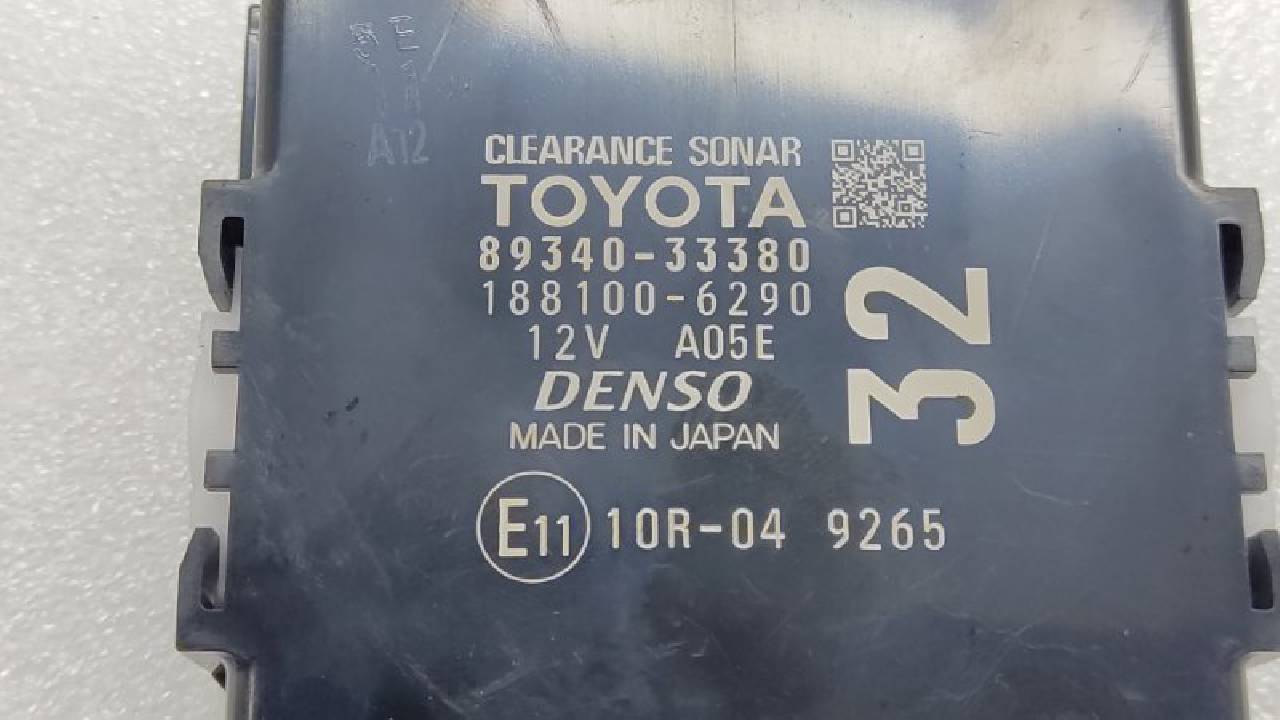 A12
CLEARANCE SONAR
TOYOTA
89340-33380
188100-6290
12V A05E
DENSO
MADE IN JAPAN
32
E11 10R-04 9265